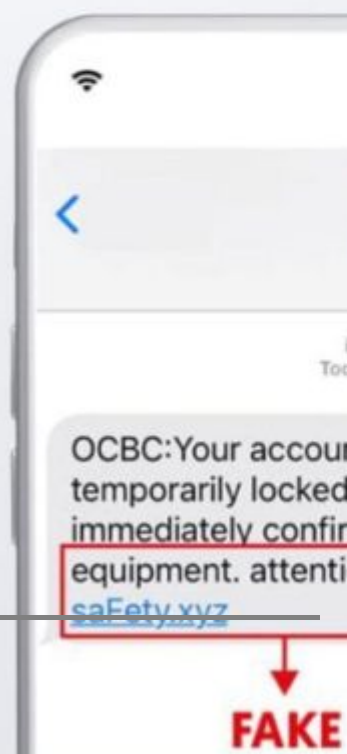 OCBC:Your accour
temporarily locked
immediately confir
equipment. attenti
saFety.xyz
FAKE